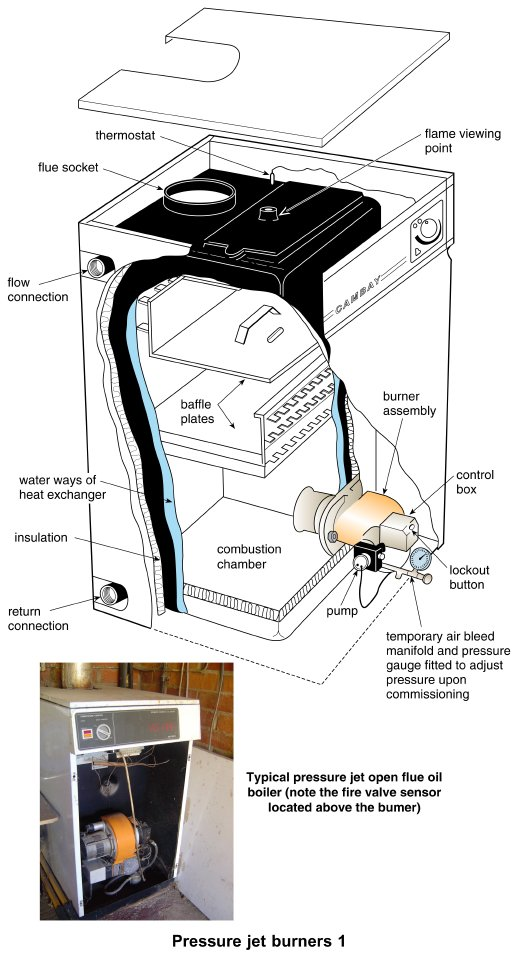 thermostat
flame viewing
point
flue socket
flow
connection
CAMBAY
baffle
plates
burner
assembly
control
box
water ways of
heat exchanger
insulation
combustion
chamber
lockout
button
pump
return
connection
temporary air bleed
manifold and pressure
gauge fitted to adjust
pressure upon
commissioning
Typical pressure jet open flue oil
boiler (note the fire valve sensor
located above the bumer)
Pressure jet burners 1